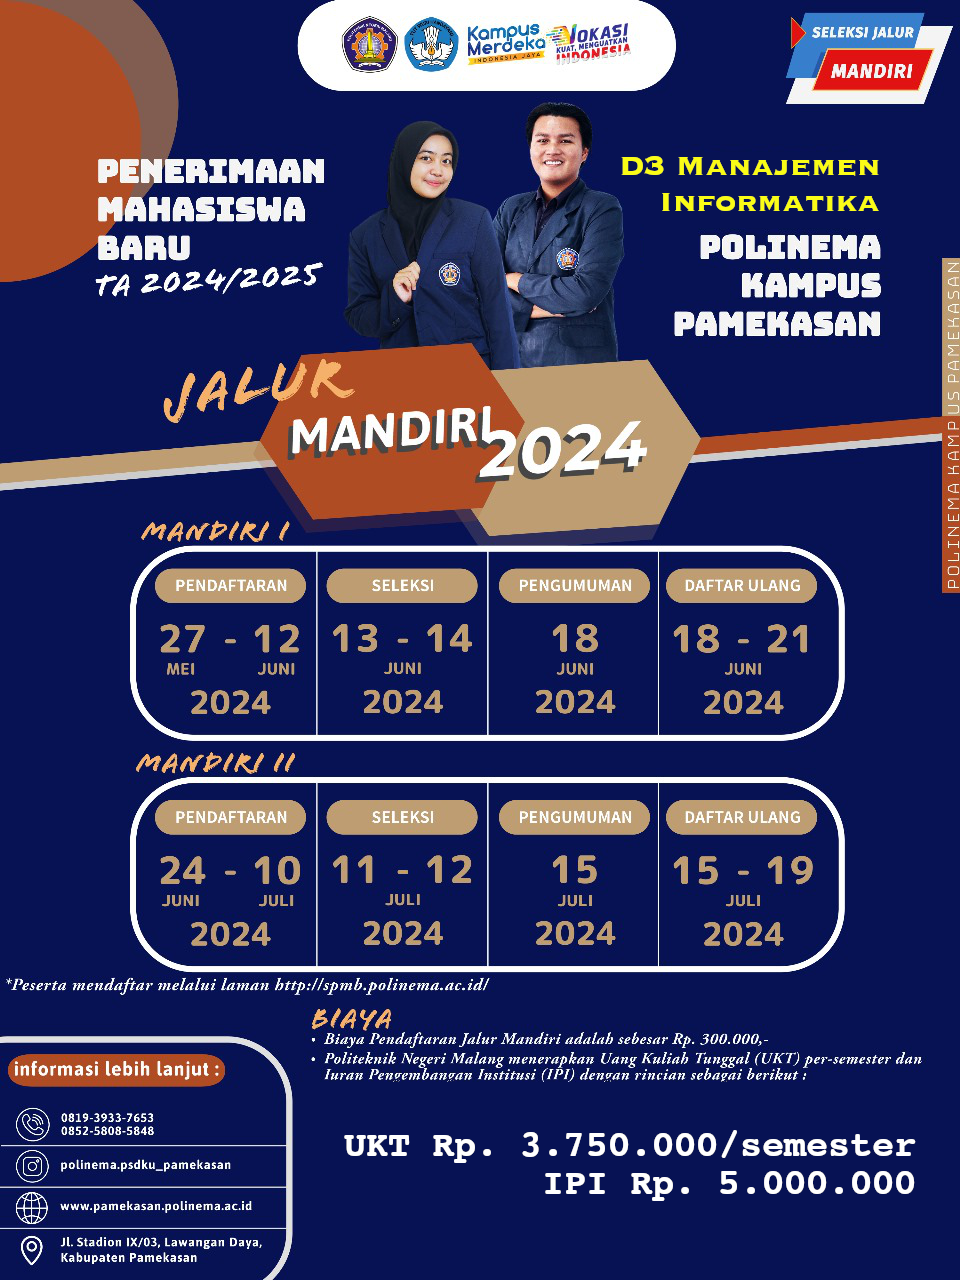 Kampus
Merdeka
INDONESIA JAYA
VOKASI
KUAT, MENGUATKAN
INDONESIA
SELEKSI JALUR
MANDIRI
PENERIMAAN
MAHASISWA
BARU
TA 2024/2025
D3 MANAJEMEN
INFORMATIKA
POLINEMA
KAMPUS
PAMEKASAN
POLINEMA KAMPUS PAMEKASAN
JALUR
MANDIRI
2024
MANDIRI I
PENDAFTARAN SELEKSI PENGUMUMAN DAFTAR ULANG
27 - 12 13 - 14 18 18 - 21
MEI JUNI JUNI JUNI JUNI
2024 2024 2024 2024
MANDIRI II
PENDAFTARAN SELEKSI PENGUMUMAN DAFTAR ULANG
24 - 10 11 - 12 15 15 - 19
JUNI JULI JULI JULI JULI
2024 2024 2024 2024
*Peserta mendaftar melalui laman http://spmb.polinema.ac.id/
BIAYA
• Biaya Pendaftaran Jalur Mandiri adalah sebesar Rp. 300.000,-
• Politeknik Negeri Malang menerapkan Uang Kuliah Tunggal (UKT) per-semester dan
Iuran Pengembangan Institusi (IPI) dengan rincian sebagai berikut :
UKT Rp. 3.750.000/semester
IPI Rp. 5.000.000
informasi lebih lanjut :
0819-3933-7653
0852-5808-5848
polinema.psdku_pamekasan
www.pamekasan.polinema.ac.id
Jl. Stadion IX/03, Lawangan Daya,
Kabupaten Pamekasan